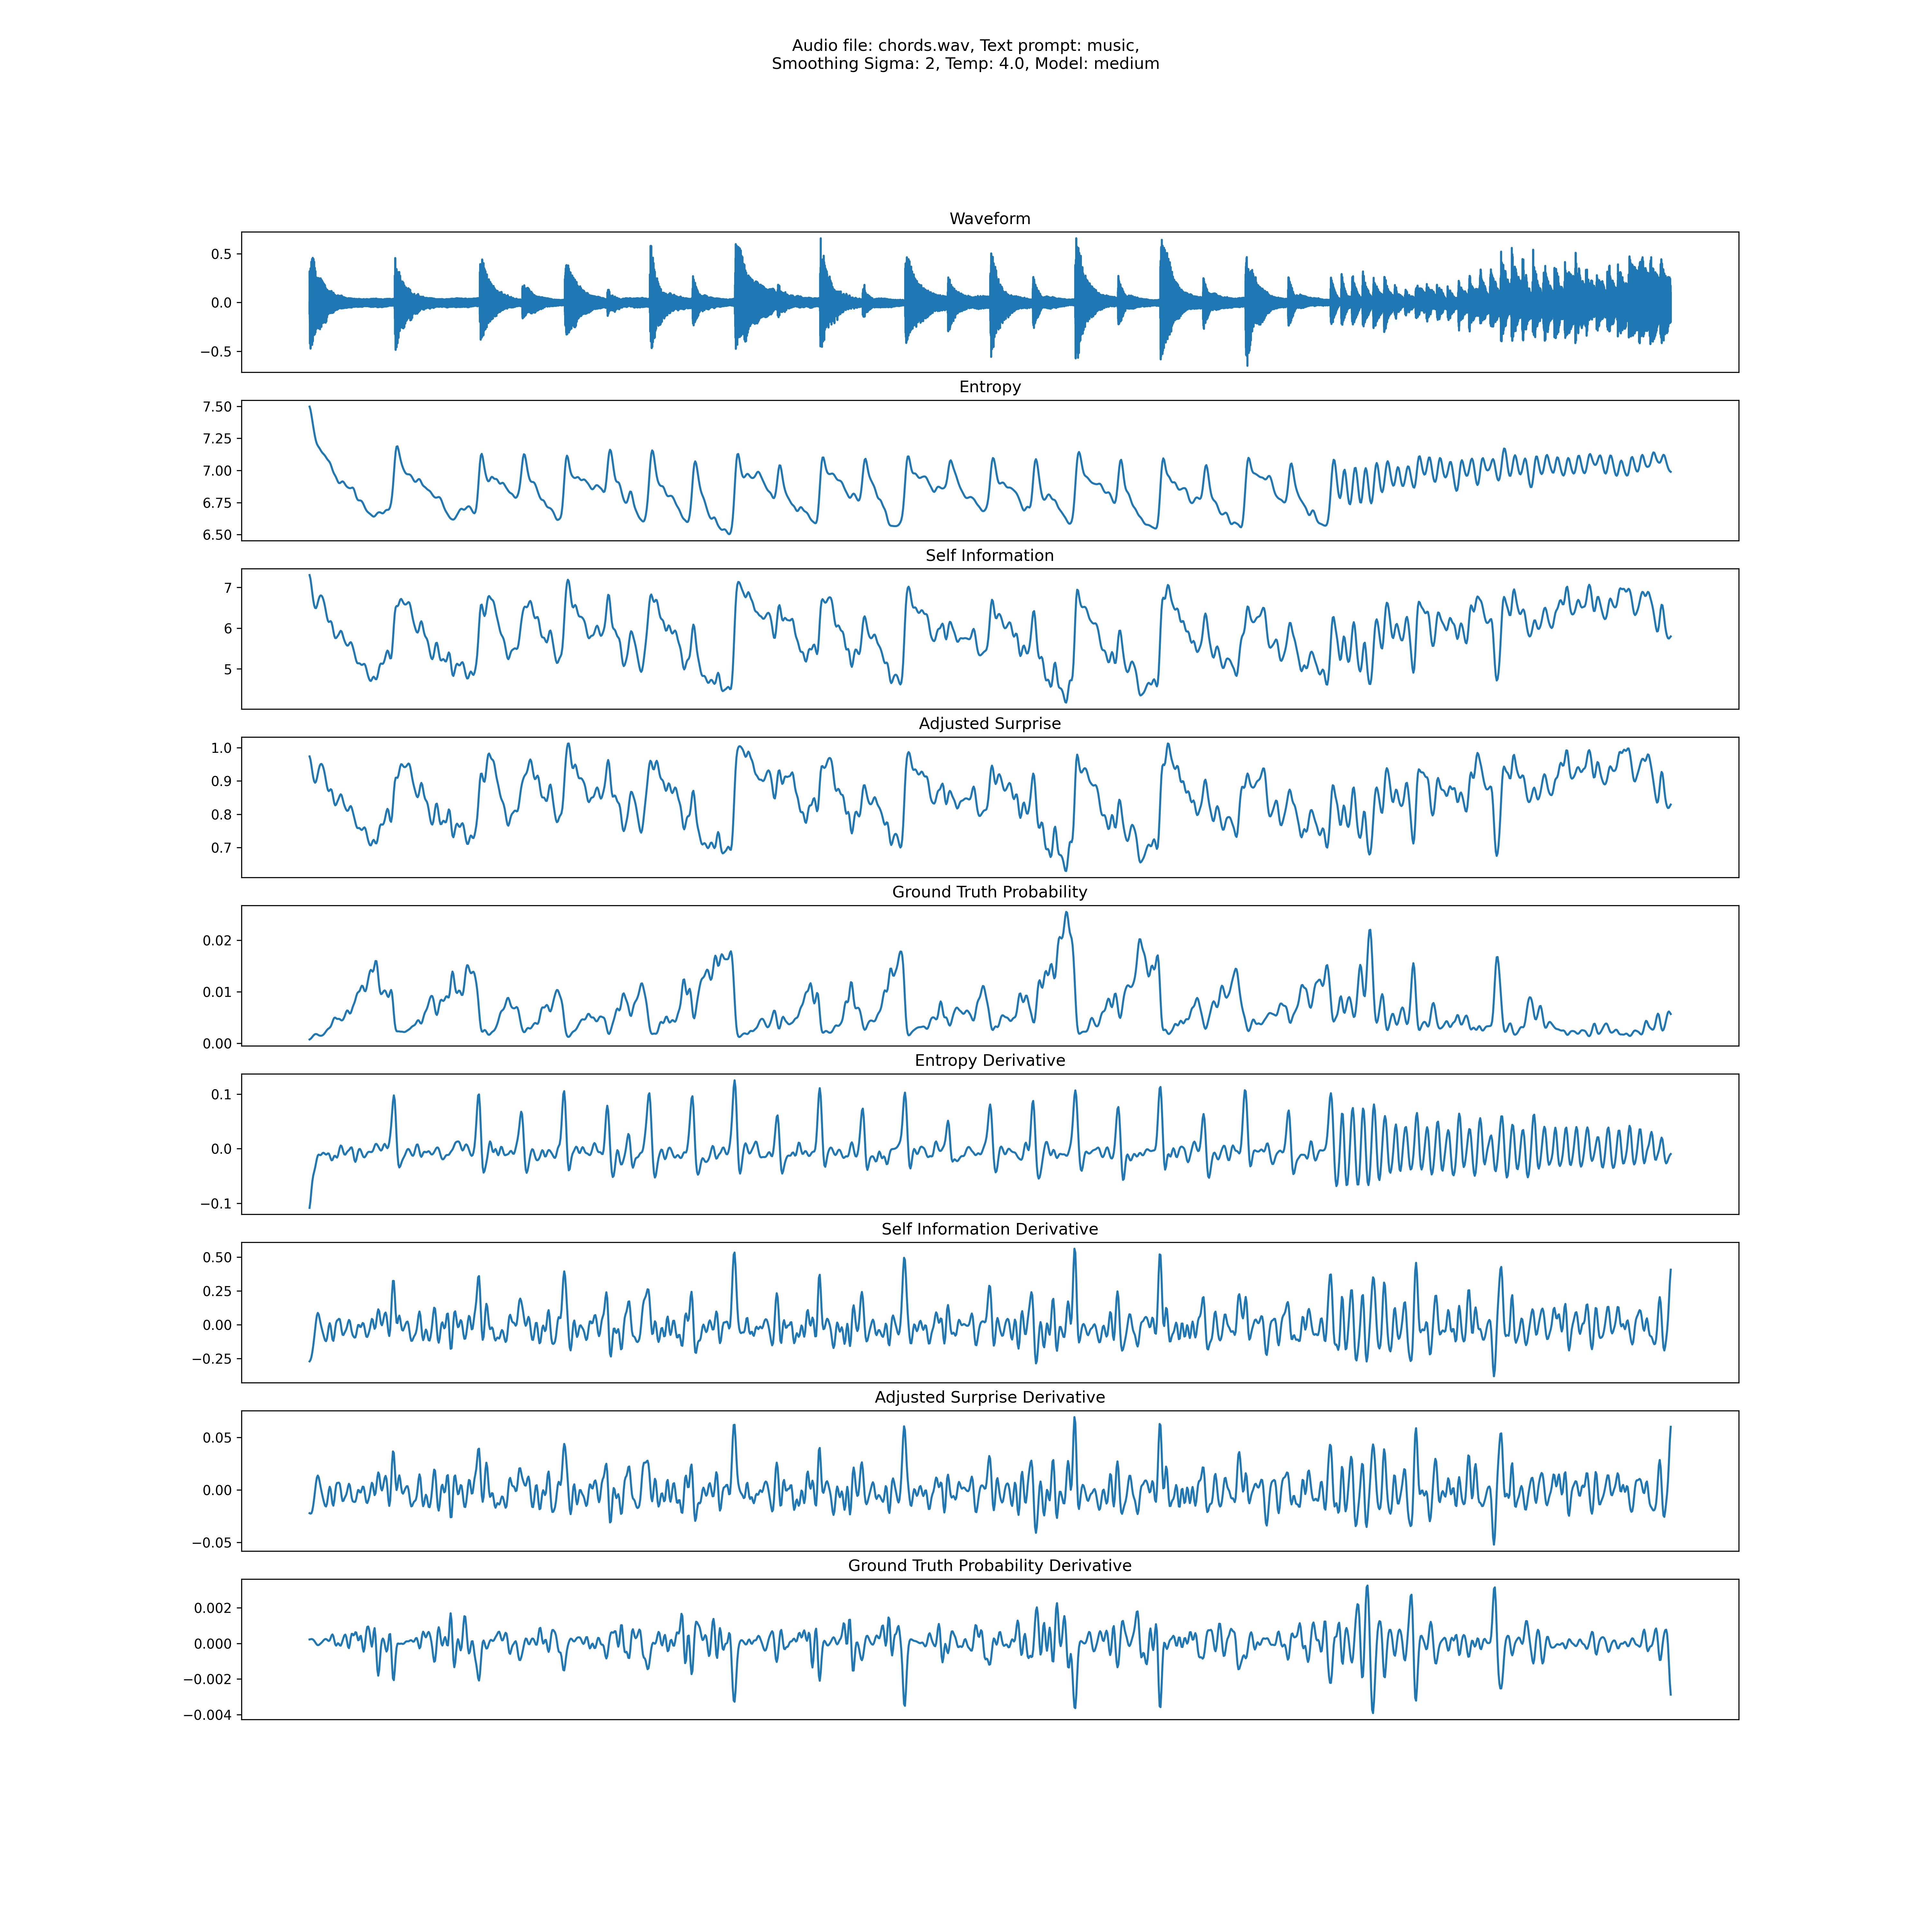 Audio file: chords.wav, Text prompt: music,
Smoothing Sigma: 2, Temp: 4.0, Model: medium
Waveform
0.5
0.0
−0.5
Entropy
7.50
7.25
7.00
6.75
6.50
Self Information
7
6
5
Adjusted Surprise
1.0
0.9
0.8
0.7
Ground Truth Probability
0.02
0.01
0.00
Entropy Derivative
0.1
0.0
−0.1
Self Information Derivative
0.50
0.25
0.00
−0.25
Adjusted Surprise Derivative
0.05
0.00
−0.05
Ground Truth Probability Derivative
0.002
0.000
−0.002
−0.004